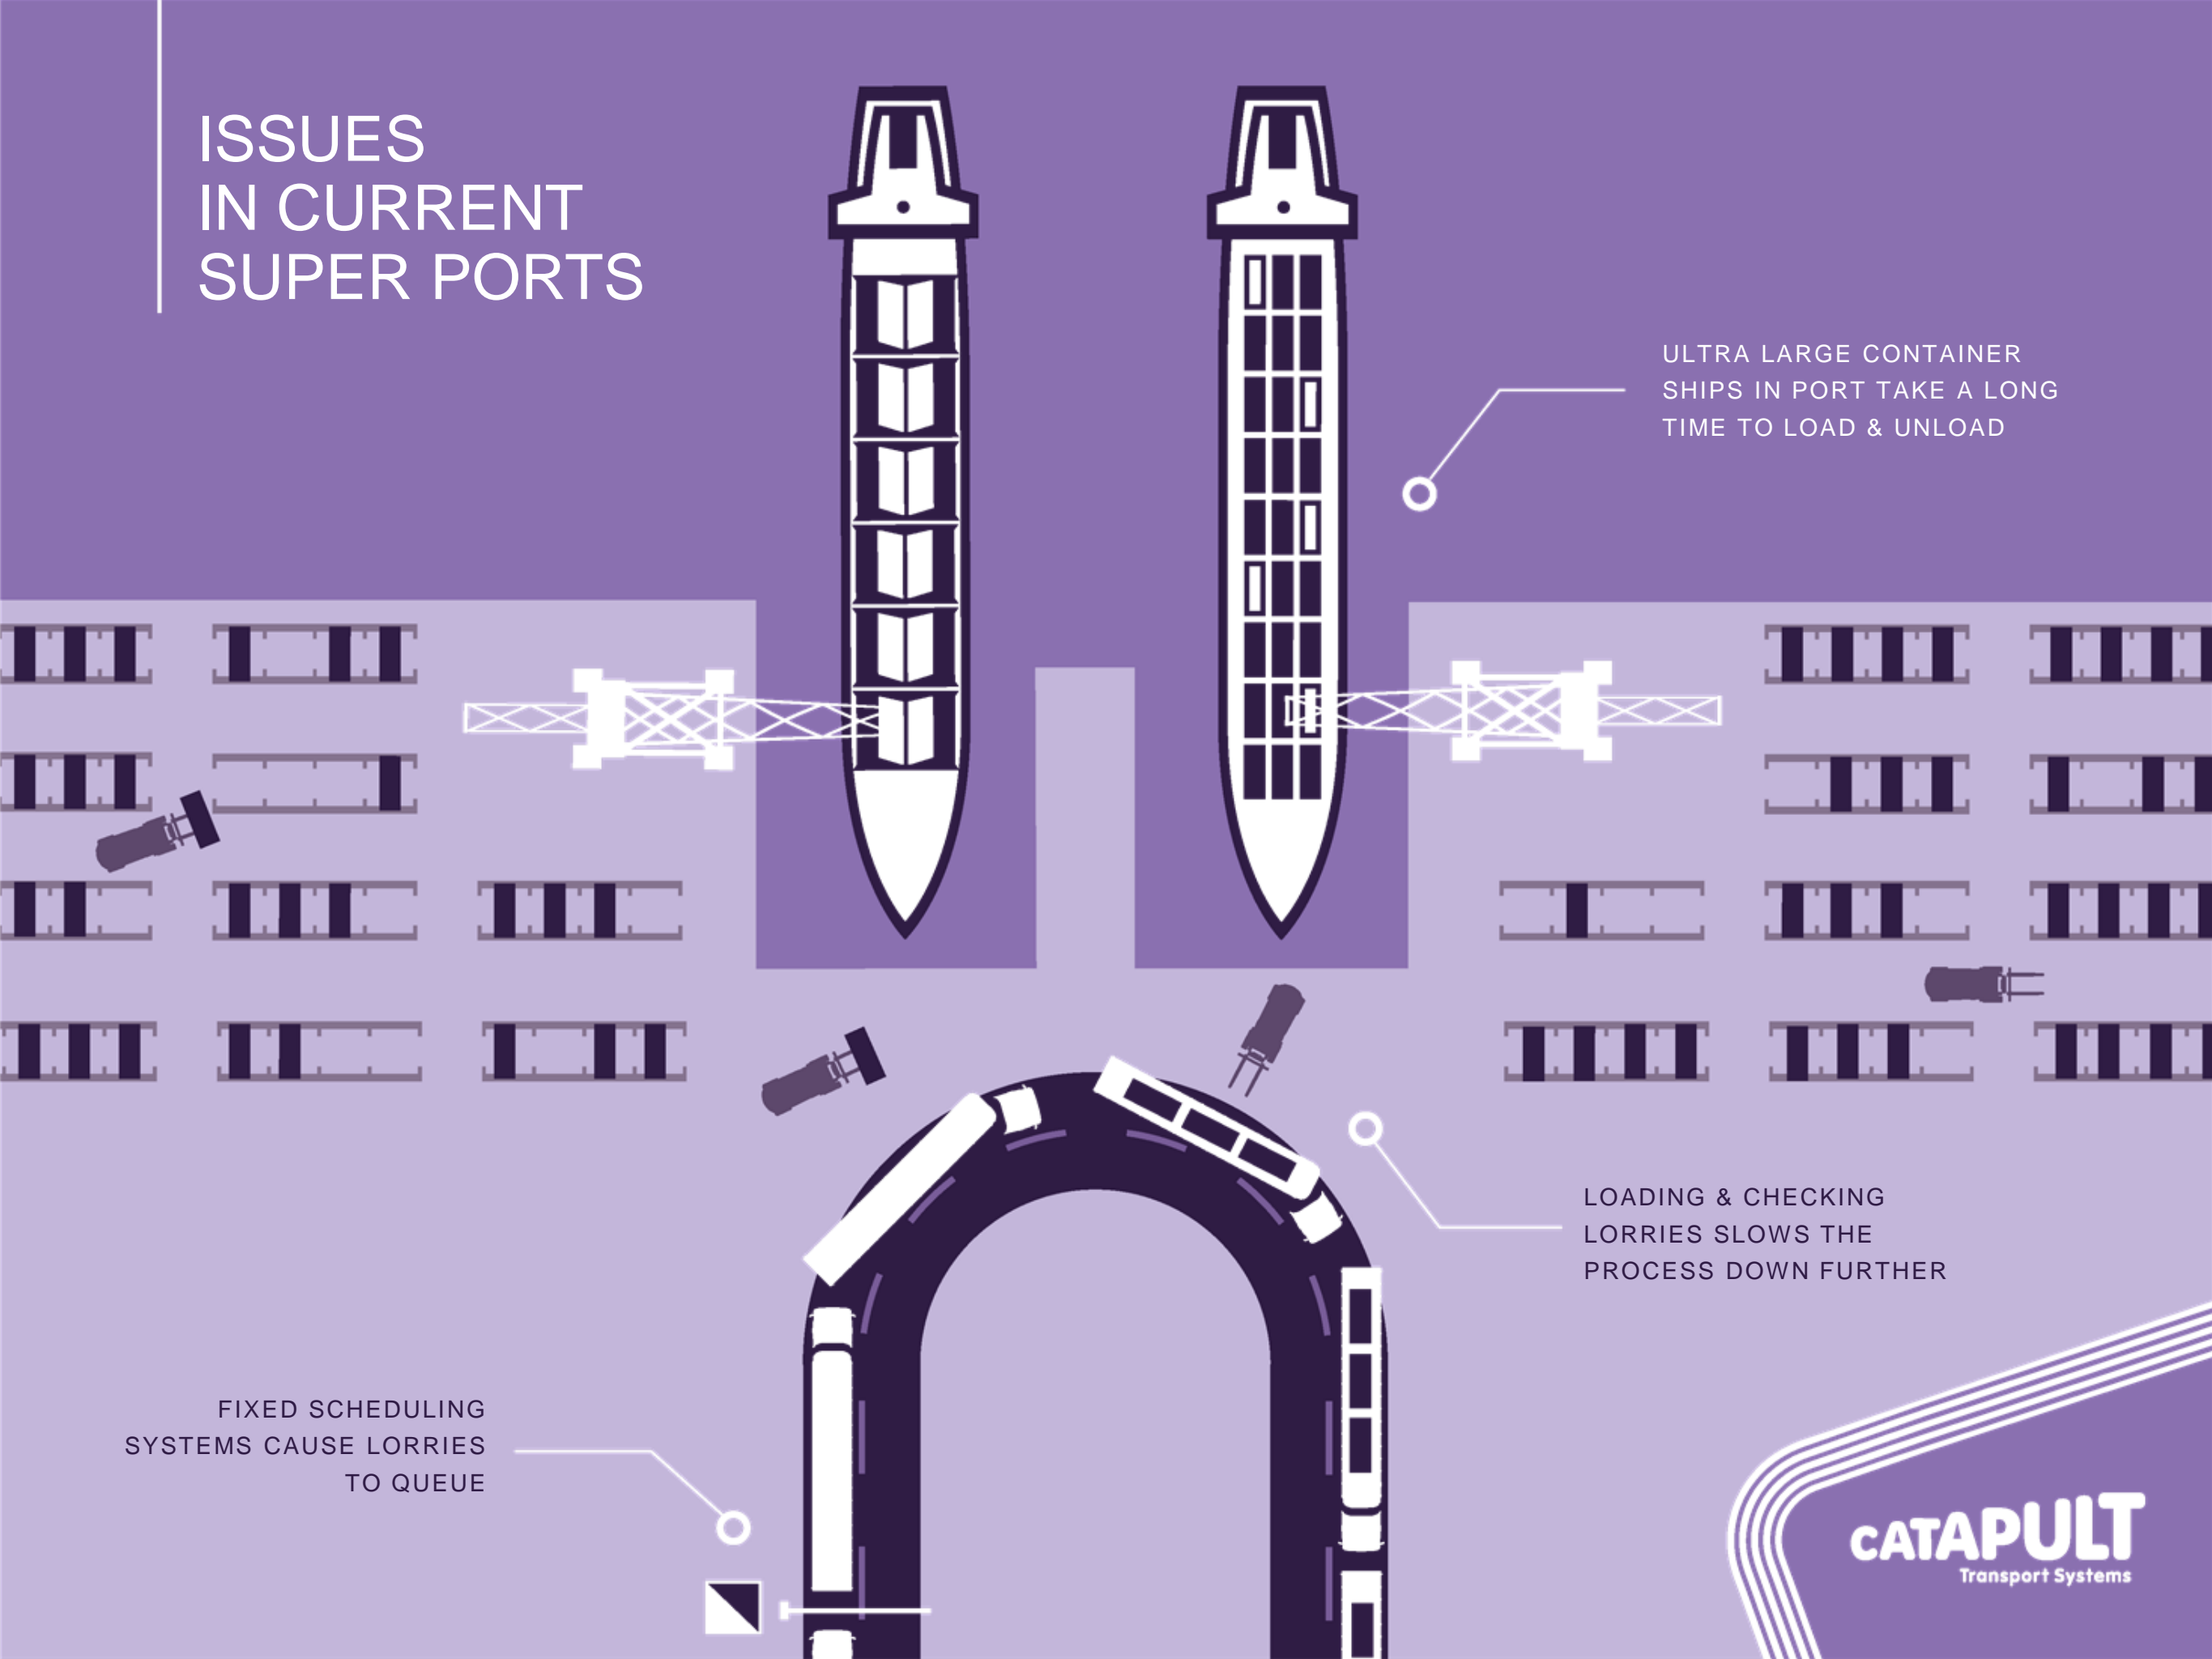 ISSUES
IN CURRENT
SUPER PORTS
ULTRA LARGE CONTAINER
SHIPS IN PORT TAKE A LONG
TIME TO LOAD & UNLOAD
LOADING & CHECKING
LORRIES SLOWS THE
PROCESS DOWN FURTHER
FIXED SCHEDULING
SYSTEMS CAUSE LORRIES
TO QUEUE
CATAPULT
Transport Systems